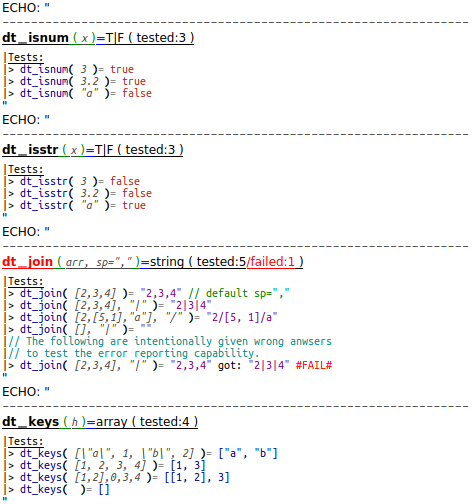 ECHO: "
dt_isnum ( x )=T|F ( tested:3 )
|Tests:
|> dt_isnum( 3 )= true
|> dt_isnum( 3.2 )= true
|> dt_isnum( "a" )= false
"
ECHO: "
dt_isstr ( x )=T|F ( tested:3 )
|Tests:
|> dt_isstr( 3 )= false
|> dt_isstr( 3.2 )= false
|> dt_isstr( "a" )= true
"
ECHO: "
dt_join ( arr, sp="," )=string ( tested:5/failed:1 )
|Tests:
|> dt_join( [2,3,4] )= "2,3,4" // default sp=","
|> dt_join( [2,3,4], "|" )= "2|3|4"
|> dt_join( [2,[5,1],"a"], "/" )= "2/[5, 1]/a"
|> dt_join( [], "|" )= ""
|// The following are intentionally given wrong anwsers
|// to test the error reporting capability.
|> dt_join( [2,3,4], "|" )= "2,3,4" got: "2|3|4" #FAIL#
"
ECHO: "
dt_keys ( h )=array ( tested:4 )
|Tests:
|> dt_keys( [\"a\", 1, \"b\", 2] )= ["a", "b"]
|> dt_keys( [1, 2, 3, 4] )= [1, 3]
|> dt_keys( [1,2],0,3,4 )= [[1, 2], 3]
|> dt_keys(  )= []
"